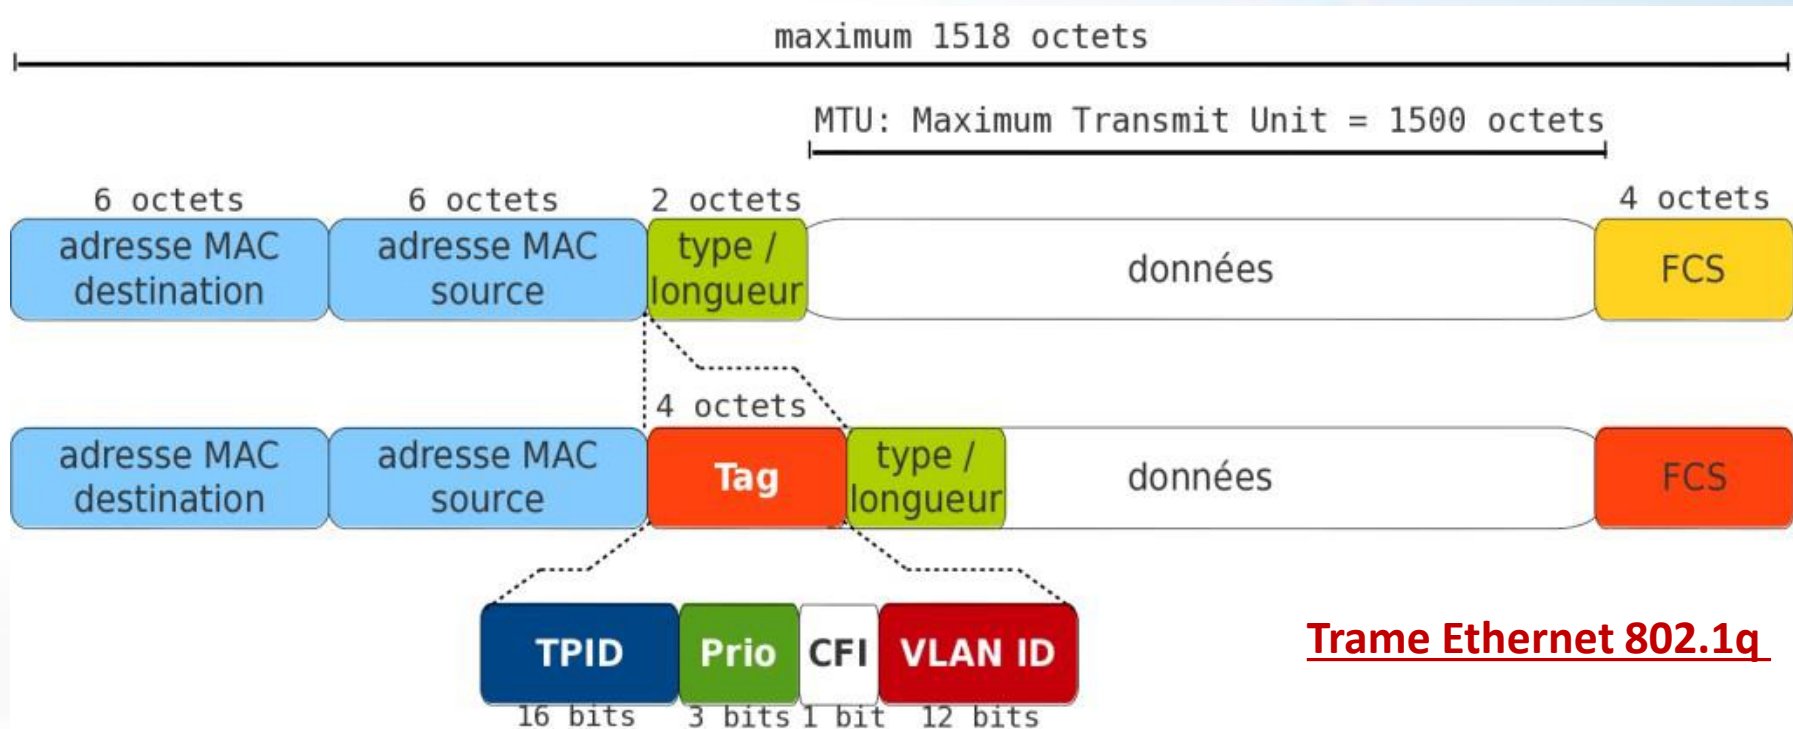 maximum 1518 octets
MTU: Maximum Transmit Unit = 1500 octets
6 octets
6 octets
2 octets
4 octets
adresse MAC
destination
adresse MAC
source
type /
longueur
données
FCS
4 octets
adresse MAC
destination
adresse MAC
source
Tag
type /
longueur
données
FCS
TPID
Prio
CFI
VLAN ID
16 bits
3 bits
1 bit
12 bits
Trame Ethernet 802.1q